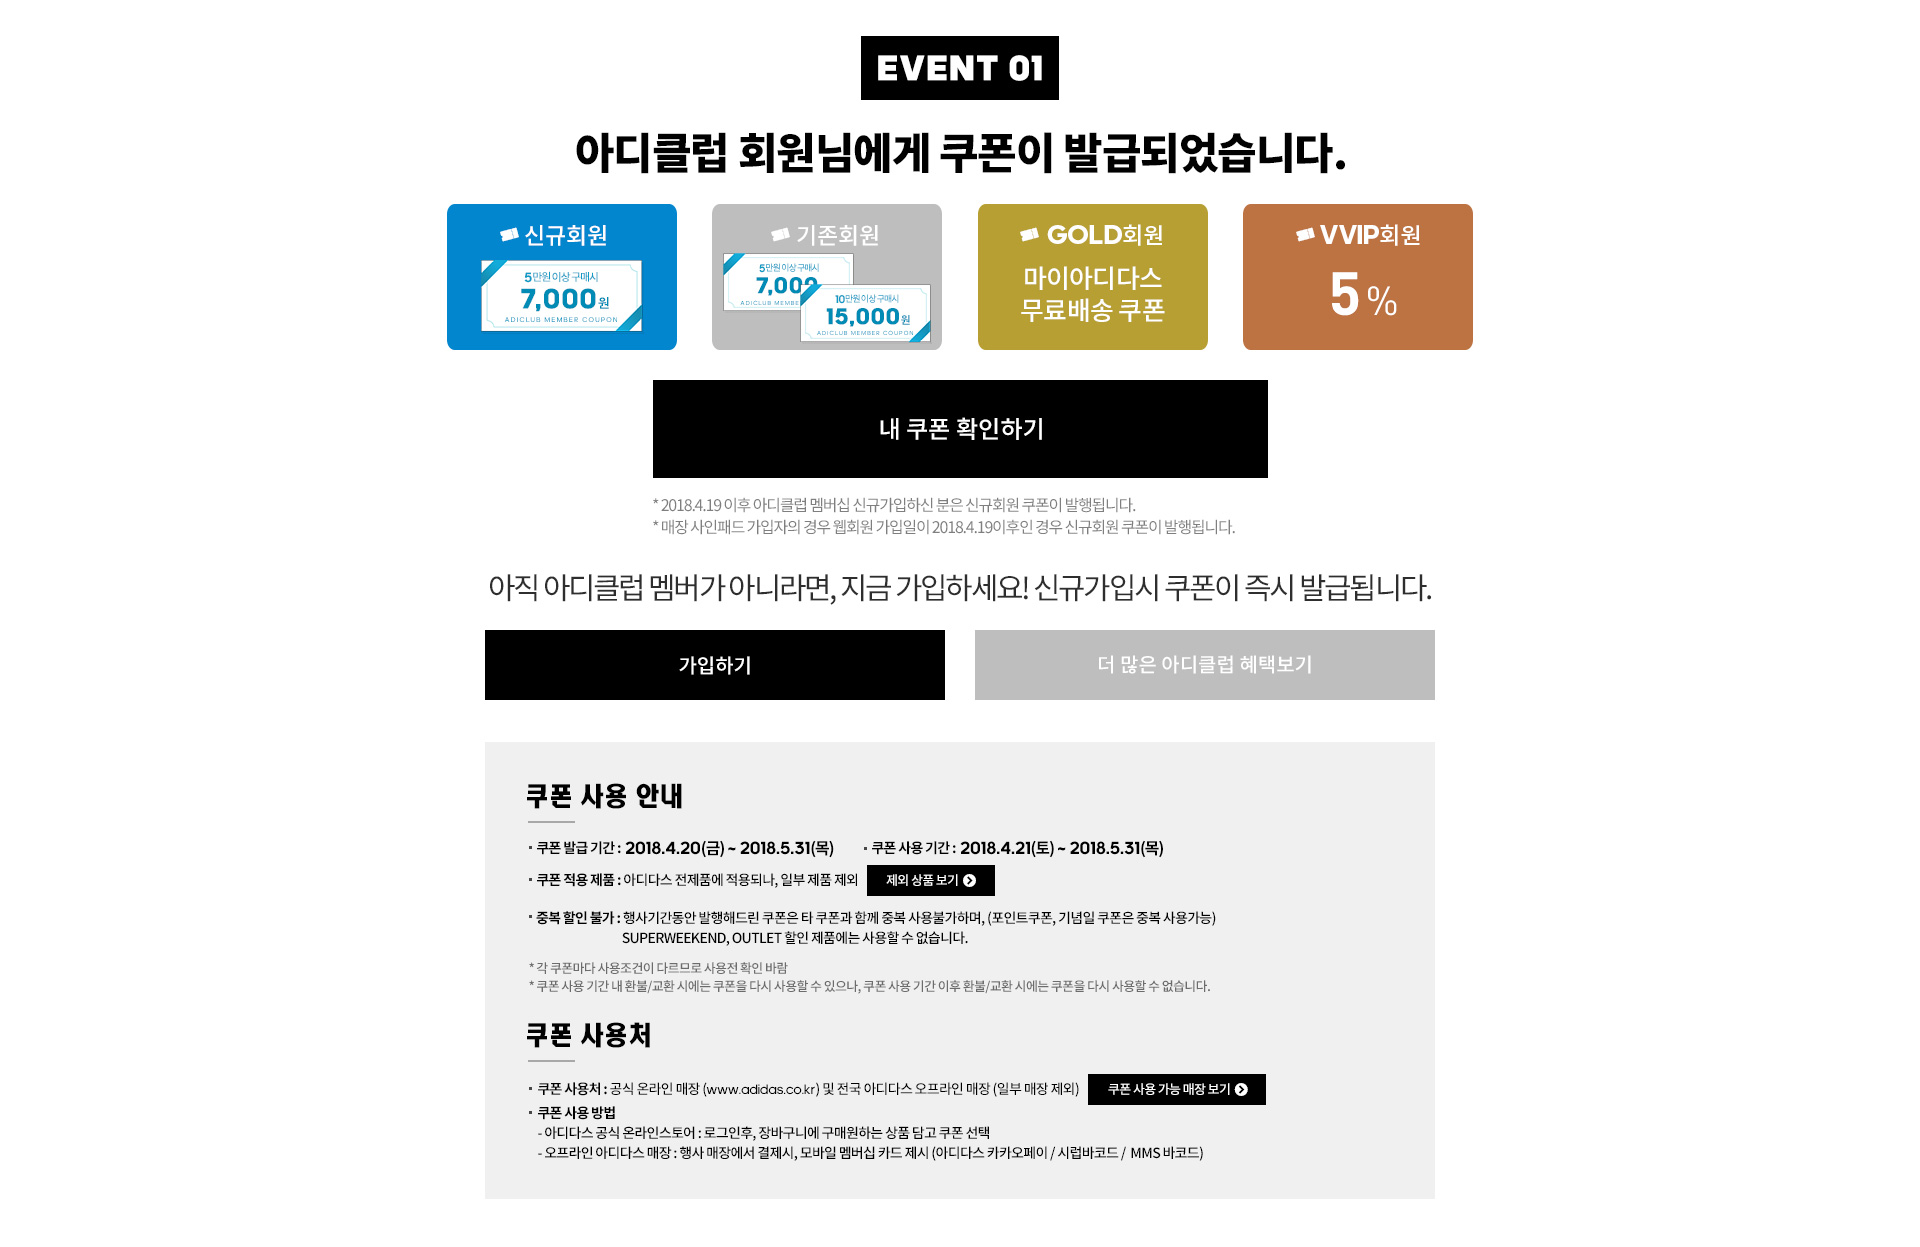 EVENT 01
아디클럽 회원님에게 쿠폰이 발급되었습니다.
신규회원
5만원 이상 구매시
7,000원
ADICLUB MEMBER COUPON
기존회원
5만원 이상 구매시
7,000
ADICLUB MEMBE
10만원 이상 구매시
15,000원
ADICLUB MEMBER COUPON
GOLD회원
마이아디다스
무료배송 쿠폰
VVIP회원
5 %
내 쿠폰 확인하기
* 2018.4.19 이후 아디클럽 멤버십 신규가입하신 분은 신규회원 쿠폰이 발행됩니다.
* 매장 사인패드 가입자의 경우 웹회원 가입일이 2018.4.19이후인 경우 신규회원 쿠폰이 발행됩니다.
아직 아디클럽 멤버가 아니라면, 지금 가입하세요! 신규가입시 쿠폰이 즉시 발급됩니다.
가입하기
더 많은 아디클럽 혜택보기
쿠폰 사용 안내
· 쿠폰 발급 기간 : 2018.4.20(금) ~ 2018.5.31(목)
· 쿠폰 사용 기간 : 2018.4.21(토) ~ 2018.5.31(목)
· 쿠폰 적용 제품 : 아디다스 전제품에 적용되나, 일부 제품 제외
제외 상품 보기
· 중복 할인 불가 : 행사기간동안 발행해드린 쿠폰은 타 쿠폰과 함께 중복 사용불가하며, (포인트쿠폰, 기념일 쿠폰은 중복 사용가능)
SUPERWEEKEND, OUTLET 할인 제품에는 사용할 수 없습니다.
* 각 쿠폰마다 사용조건이 다르므로 사용전 확인 바람
* 쿠폰 사용 기간 내 환불/교환 시에는 쿠폰을 다시 사용할 수 있으나, 쿠폰 사용 기간 이후 환불/교환 시에는 쿠폰을 다시 사용할 수 없습니다.
쿠폰 사용처
· 쿠폰 사용처 : 공식 온라인 매장 (www.adidas.co.kr) 및 전국 아디다스 오프라인 매장 (일부 매장 제외)
쿠폰 사용 가능 매장 보기
· 쿠폰 사용 방법
- 아디다스 공식 온라인스토어 : 로그인후, 장바구니에 구매원하는 상품 담고 쿠폰 선택
- 오프라인 아디다스 매장 : 행사 매장에서 결제시, 모바일 멤버십 카드 제시 (아디다스 카카오페이 / 시럽바코드 / MMS 바코드)